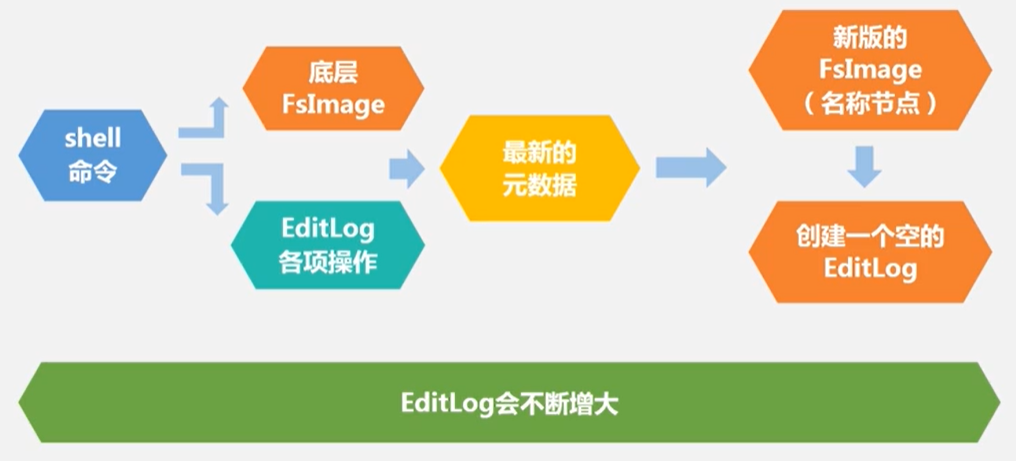 shell
命令
底层
FsImage
EditLog
各项操作
最新的
元数据
新版的
FsImage
（名称节点）
创建一个空的
EditLog
EditLog会不断增大